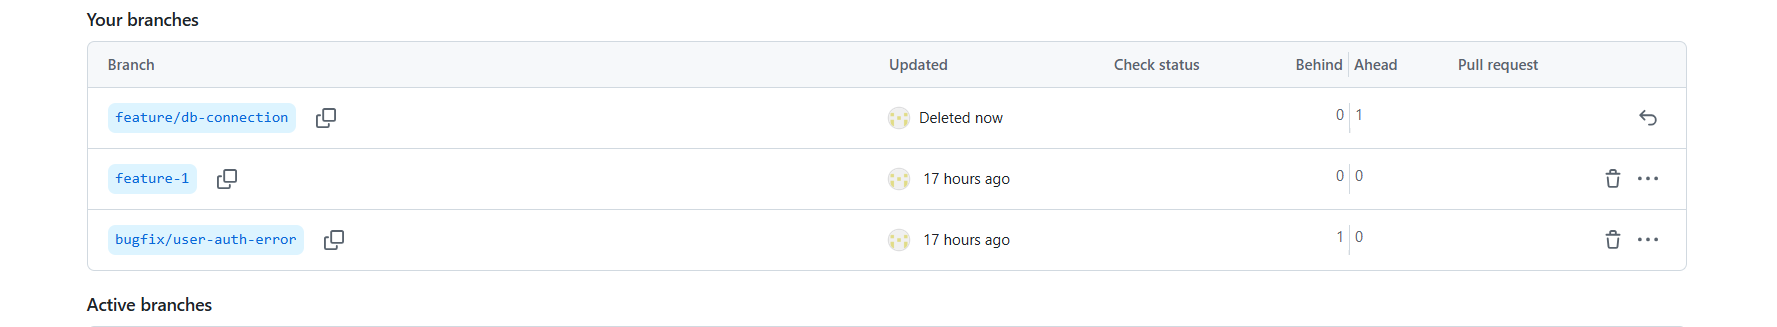 Your branches
Branch Updated Check status Behind Ahead Pull request
feature/db-connection Deleted now 0 1
feature-1 17 hours ago 0 0
bugfix/user-auth-error 17 hours ago 1 0
Active branches